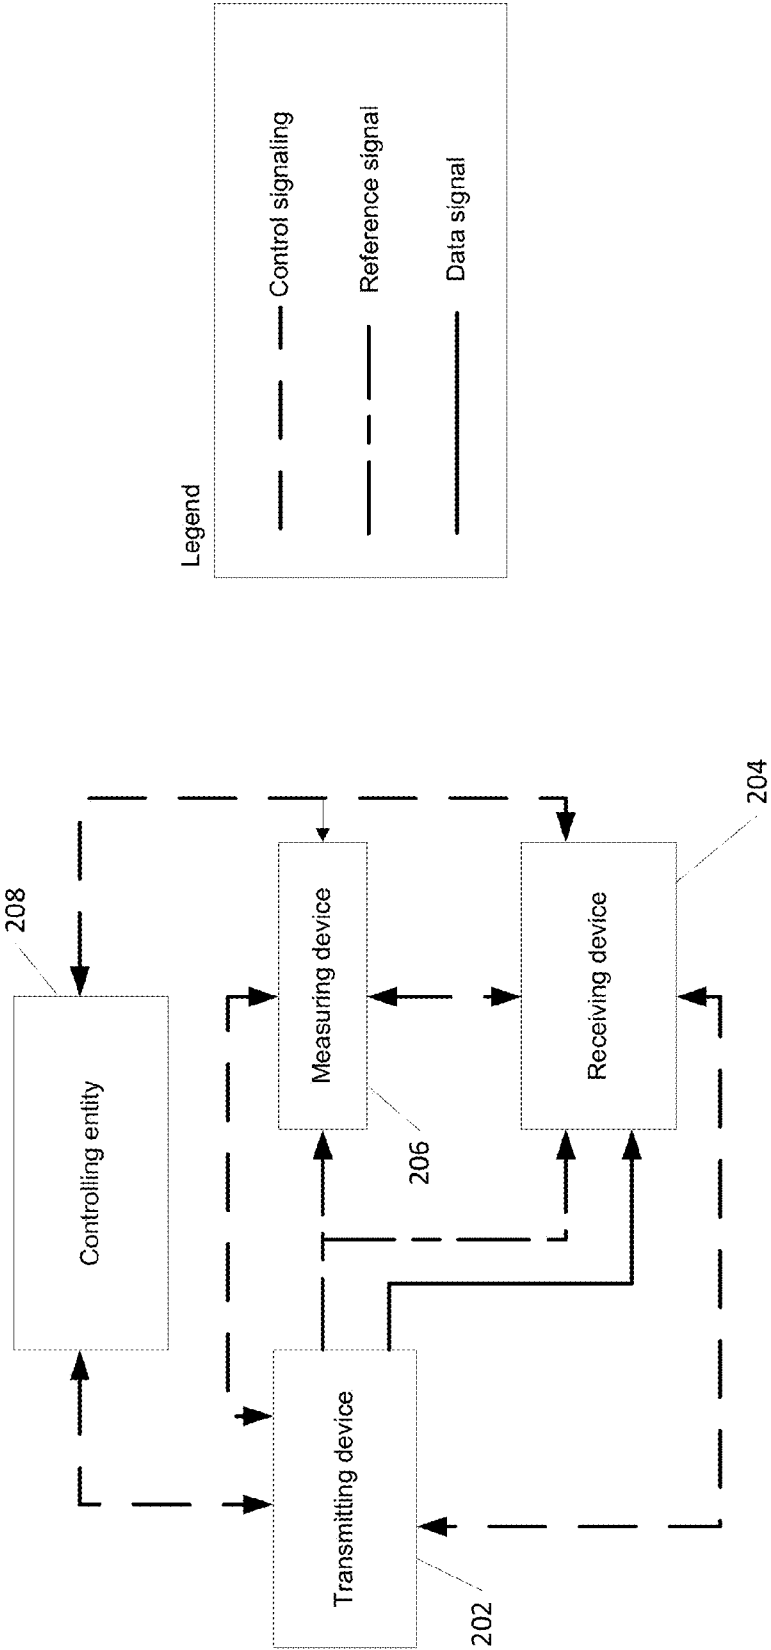 208
Controlling entity
Measuring device
206
Transmitting device
202
Receiving device
204
Legend
Control signaling
Reference signal
Data signal